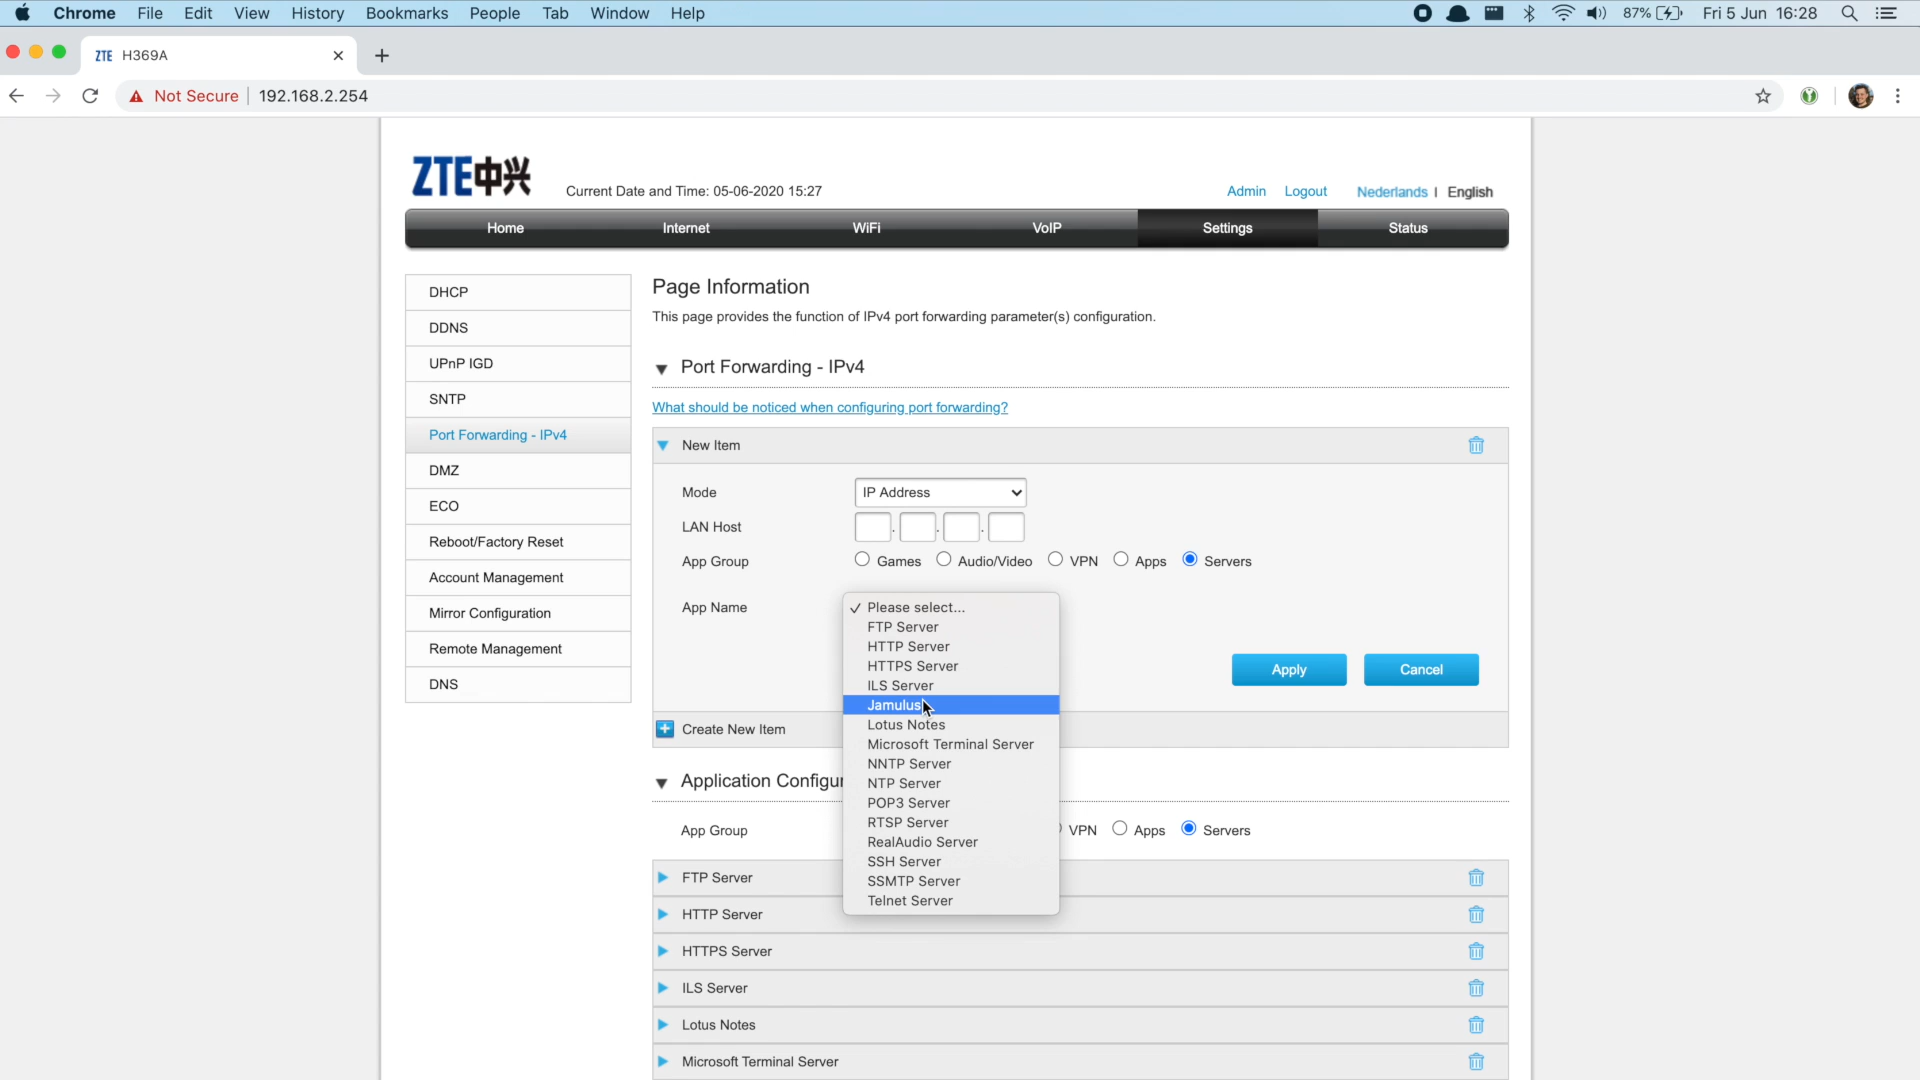 Chrome File Edit View History Bookmarks People Tab Window Help 87% Fri 5 Jun 16:28
ZTE H369A
Not Secure 192.168.2.254
ZTE中兴
Current Date and Time: 05-06-2020 15:27
Admin Logout Nederlands | English
Home Internet WiFi VoIP Settings Status
DHCP
DDNS
UPnP IGD
SNTP
Port Forwarding - IPv4
DMZ
ECO
Reboot/Factory Reset
Account Management
Mirror Configuration
Remote Management
DNS
Page Information
This page provides the function of IPv4 port forwarding parameter(s) configuration.
Port Forwarding - IPv4
What should be noticed when configuring port forwarding?
New Item
Mode IP Address
LAN Host . . .
App Group Games Audio/Video VPN Apps Servers
App Name
✓ Please select...
FTP Server
HTTP Server
HTTPS Server
ILS Server
Jamulus
Lotus Notes
Microsoft Terminal Server
NNTP Server
NTP Server
POP3 Server
RTSP Server
RealAudio Server
SSH Server
SSMTP Server
Telnet Server
Apply Cancel
Create New Item
Application Configur
App Group VPN Apps Servers
FTP Server
HTTP Server
HTTPS Server
ILS Server
Lotus Notes
Microsoft Terminal Server